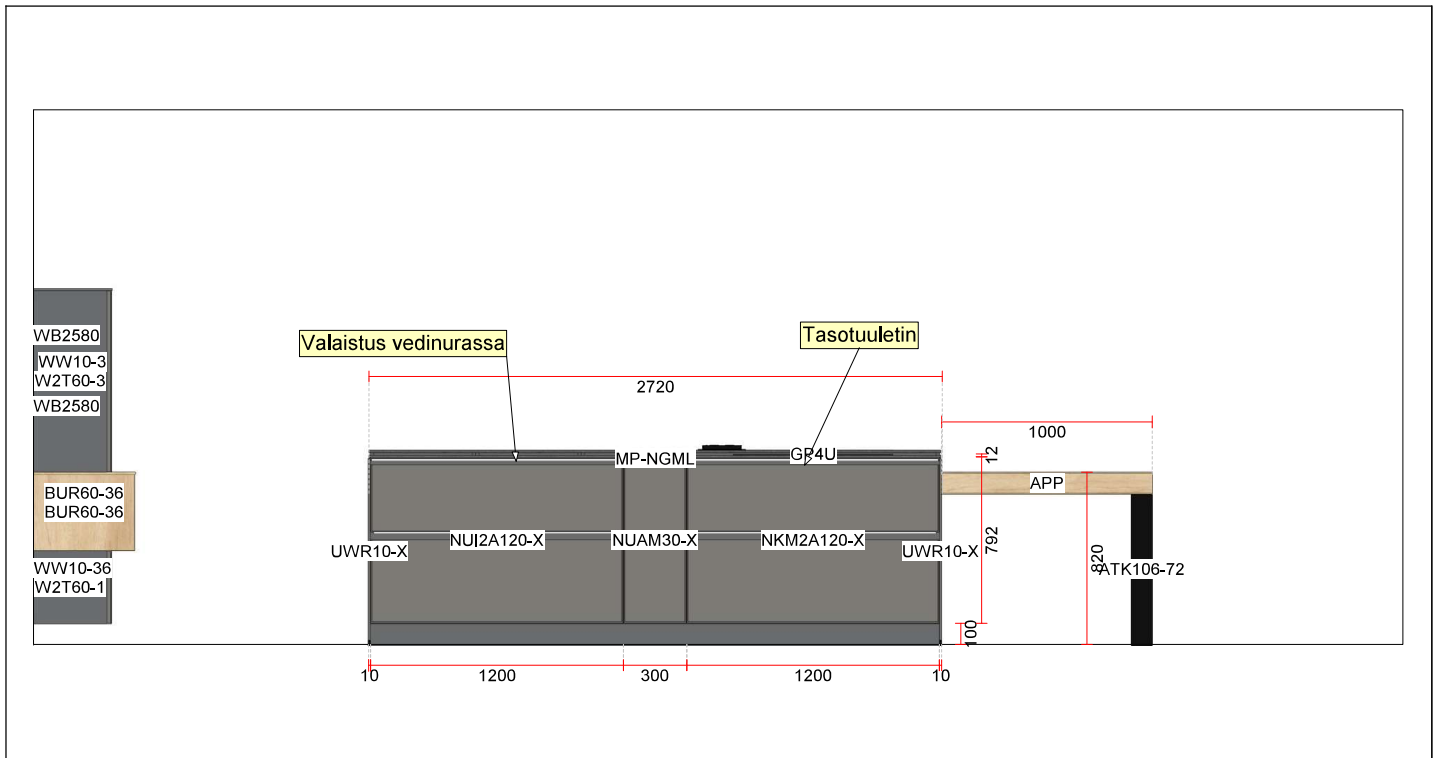 WB2580
WW10-3
W2T60-3
WB2580
BUR60-36
BUR60-36
WW10-36
W2T60-1
Valaistus vedinurassa
Tasotuuletin
2720
1000
12
MP-NGML
GP4U
APP
792
820
UWR10-X
NUI2A120-X
NUAM30-X
NKM2A120-X
UWR10-X
ATK106-72
100
10
1200
300
1200
10